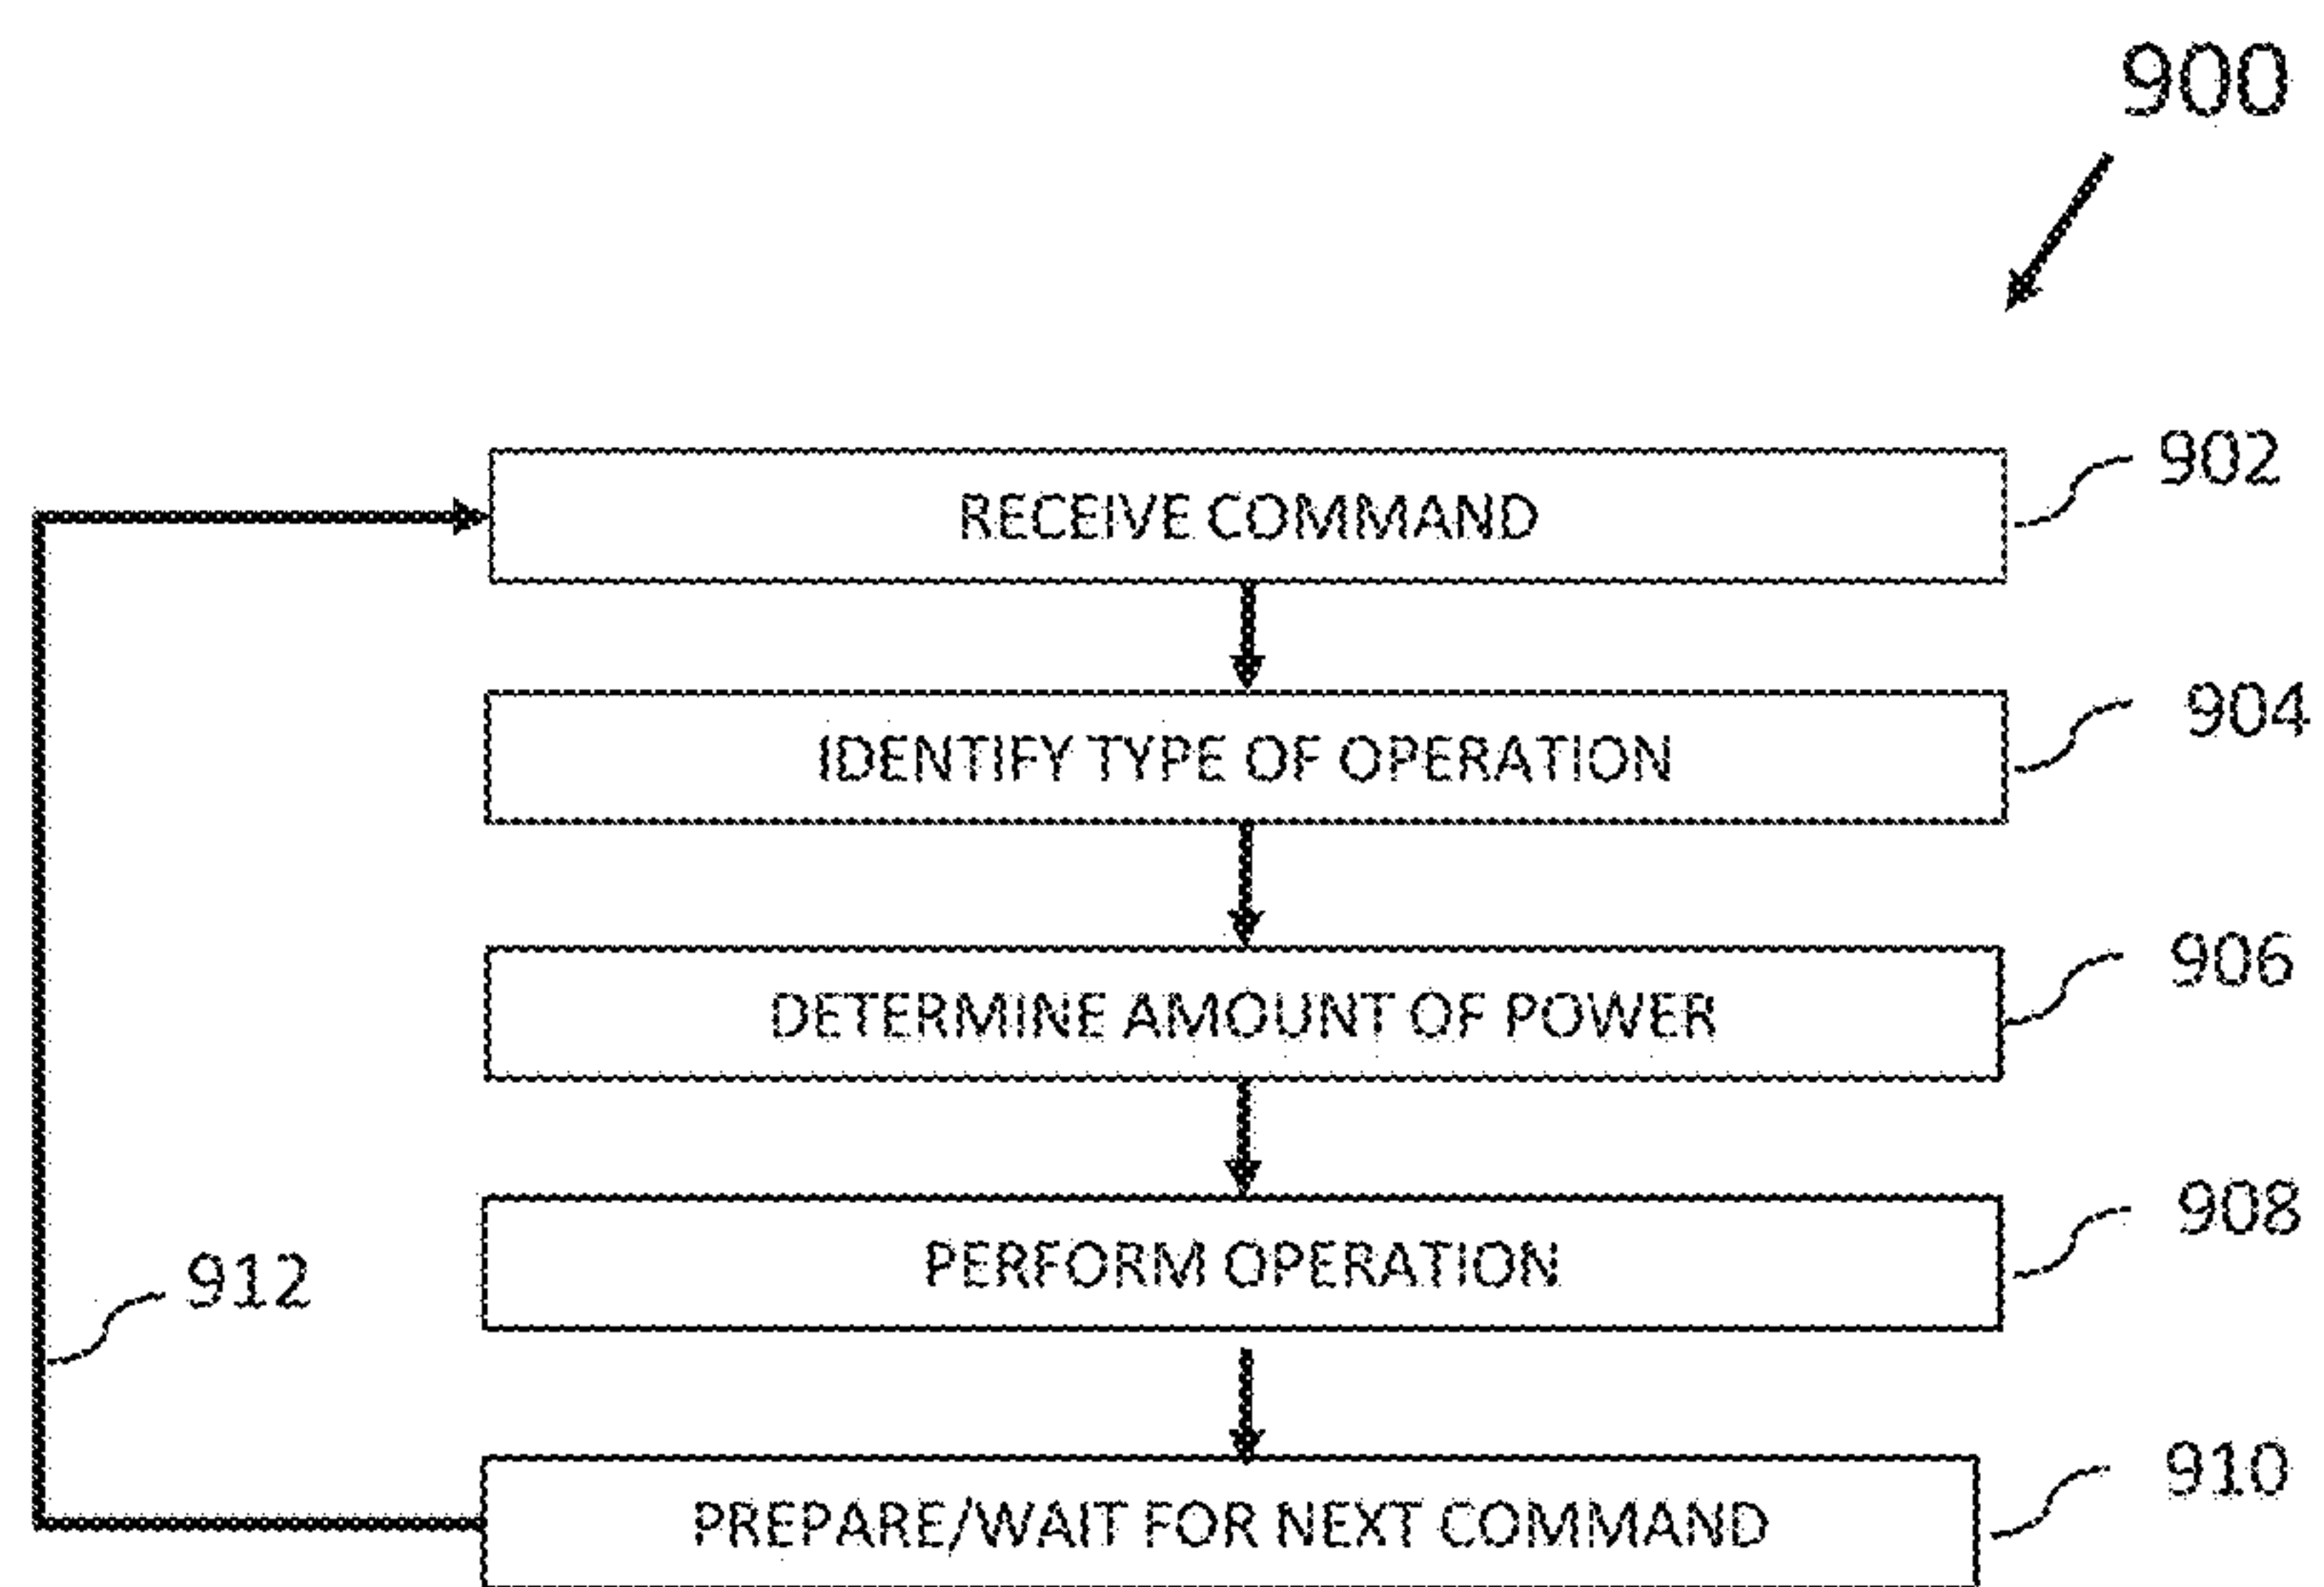 900
RECEIVE COMMAND
902
IDENTIFY TYPE OF OPERATION
904
DETERMINE AMOUNT OF POWER
906
PERFORM OPERATION
908
912
PREPARE/WAIT FOR NEXT COMMAND
910